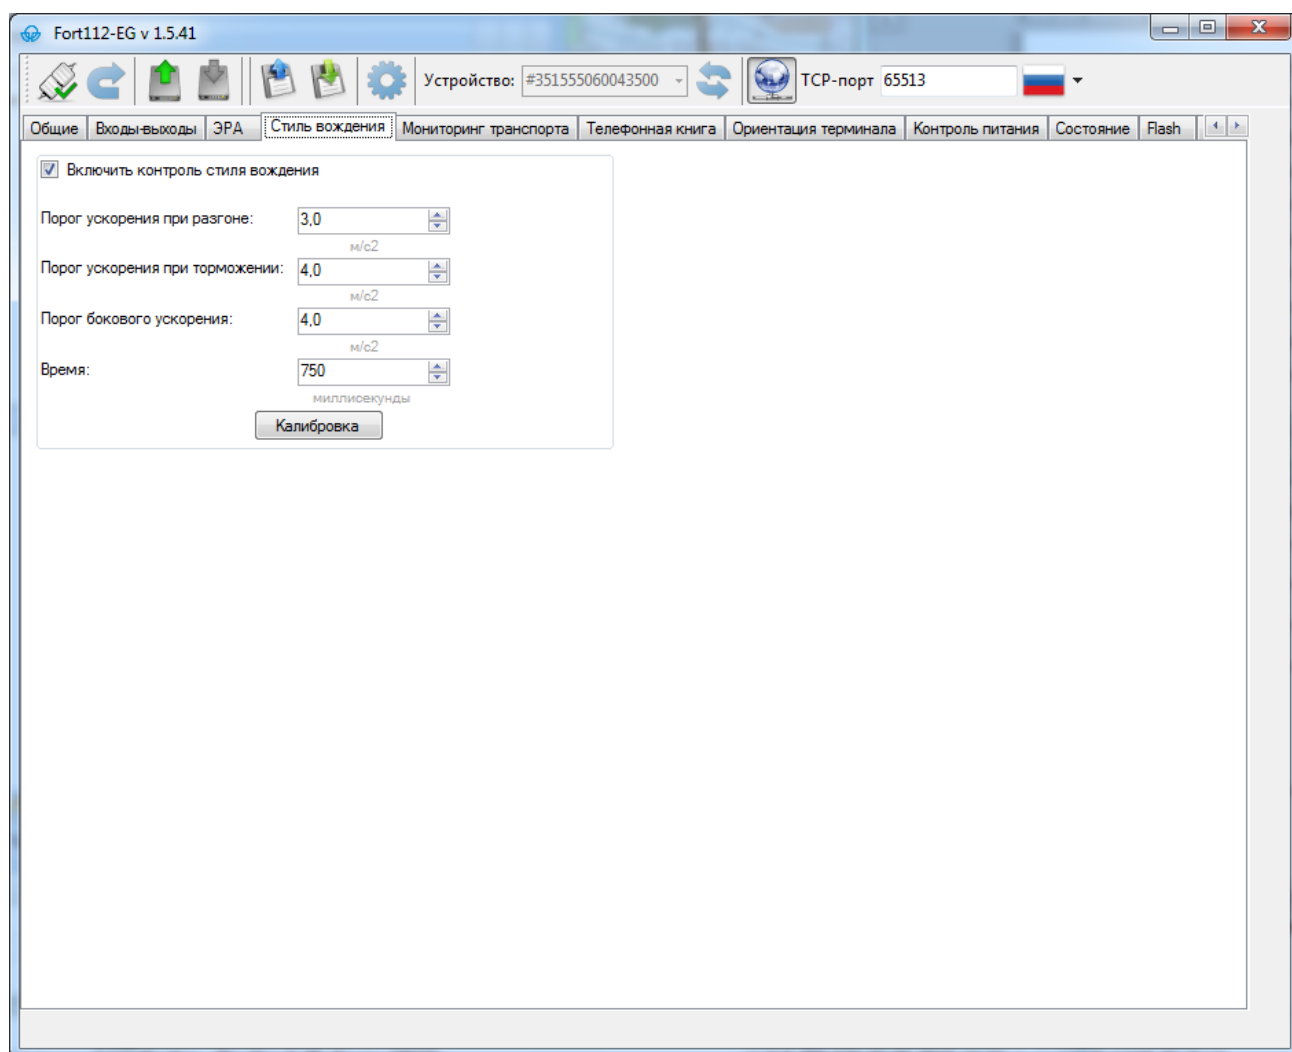 Fort112-EG v 1.5.41
Устройство: #351555060043500 TCP-порт 65513
Общие Входы-выходы ЭРА Стиль вождения Мониторинг транспорта Телефонная книга Ориентация терминала Контроль питания Состояние Flash
Включить контроль стиля вождения
Порог ускорения при разгоне: 3,0
м/с2
Порог ускорения при торможении: 4,0
м/с2
Порог бокового ускорения: 4,0
м/с2
Время: 750
миллисекунды
Калибровка